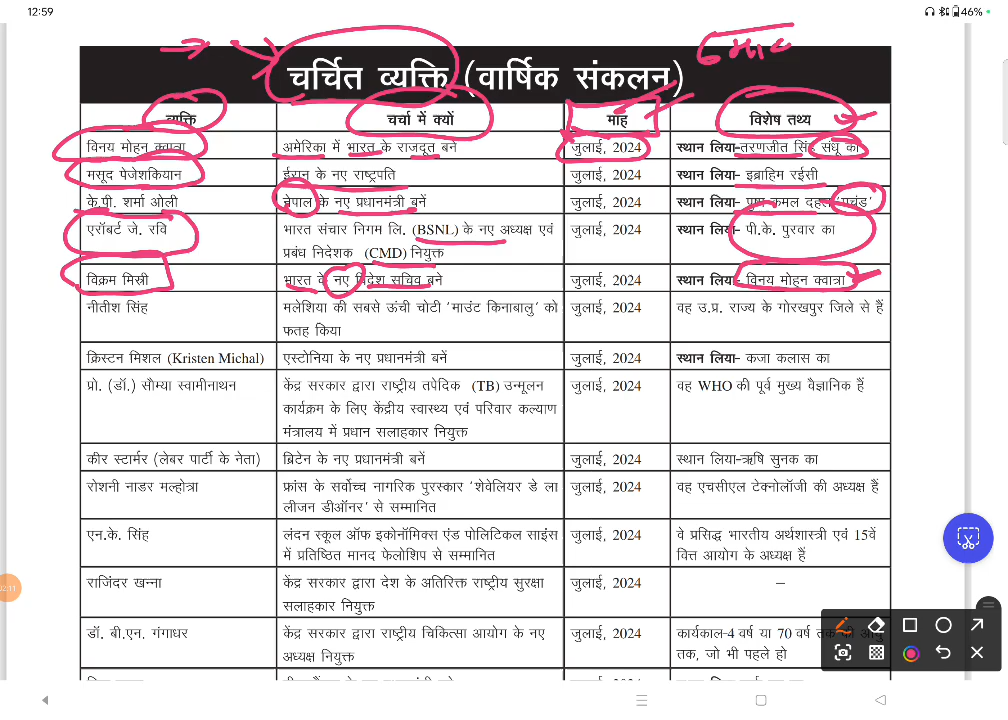 12:59
46%
6 माह
चर्चित व्यक्ति (वार्षिक संकलन)
व्यक्ति चर्चा में क्यों माह विशेष तथ्य
विनय मोहन क्वात्रा अमेरिका में भारत के राजदूत बने जुलाई, 2024 स्थान लिया-तरणजीत सिंह संधू का
मसूद पेजेशकियान ईरान के नए राष्ट्रपति जुलाई, 2024 स्थान लिया- इब्राहिम रईसी
के.पी. शर्मा ओली नेपाल के नए प्रधानमंत्री बनें जुलाई, 2024 स्थान लिया- पुष्प कमल दहल 'प्रचंड'
एरॉबर्ट जे. रवि भारत संचार निगम लि. (BSNL) के नए अध्यक्ष एवं जुलाई, 2024 स्थान लिया- पी.के. पुरवार का
प्रबंध निदेशक (CMD) नियुक्त
विक्रम मिस्री भारत के नए विदेश सचिव बने जुलाई, 2024 स्थान लिया- विनय मोहन क्वात्रा
नीतीश सिंह मलेशिया की सबसे ऊंची चोटी 'माउंट किनाबालु' को जुलाई, 2024 वह उ.प्र. राज्य के गोरखपुर जिले से हैं
फतह किया
क्रिस्टन मिशल (Kristen Michal) एस्टोनिया के नए प्रधानमंत्री बनें जुलाई, 2024 स्थान लिया- कजा कलास का
प्रो. (डॉ.) सौम्या स्वामीनाथन केंद्र सरकार द्वारा राष्ट्रीय तपेदिक (TB) उन्मूलन जुलाई, 2024 वह WHO की पूर्व मुख्य वैज्ञानिक हैं
कार्यक्रम के लिए केंद्रीय स्वास्थ्य एवं परिवार कल्याण
मंत्रालय में प्रधान सलाहकार नियुक्त
कीर स्टार्मर (लेबर पार्टी के नेता) ब्रिटेन के नए प्रधानमंत्री बनें जुलाई, 2024 स्थान लिया-ऋषि सुनक का
रोशनी नाडर मल्होत्रा फ्रांस के सर्वोच्च नागरिक पुरस्कार 'शेवेलियर डे ला जुलाई, 2024 वह एचसीएल टेक्नोलॉजी की अध्यक्ष हैं
लीजन डीऑनर' से सम्मानित
एन.के. सिंह लंदन स्कूल ऑफ इकोनॉमिक्स एंड पोलिटिकल साइंस जुलाई, 2024 वे प्रसिद्ध भारतीय अर्थशास्त्री एवं 15वें
में प्रतिष्ठित मानद फेलोशिप से सम्मानित वित्त आयोग के अध्यक्ष हैं
राजिंदर खन्ना केंद्र सरकार द्वारा देश के अतिरिक्त राष्ट्रीय सुरक्षा जुलाई, 2024 –
सलाहकार नियुक्त
डॉ. बी.एन. गंगाधर केंद्र सरकार द्वारा राष्ट्रीय चिकित्सा आयोग के नए जुलाई, 2024 कार्यकाल-4 वर्ष या 70 वर्ष तक की आयु
अध्यक्ष नियुक्त तक, जो भी पहले हो